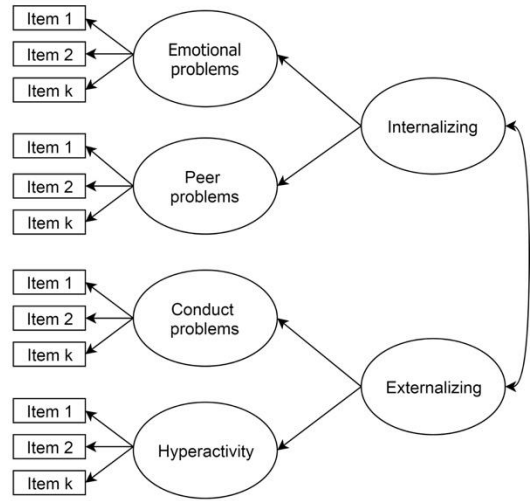 Item 1
Item 2
Item k
Emotional
problems
Internalizing
Item 1
Item 2
Item k
Peer
problems
Item 1
Item 2
Item k
Conduct
problems
Externalizing
Item 1
Item 2
Item k
Hyperactivity